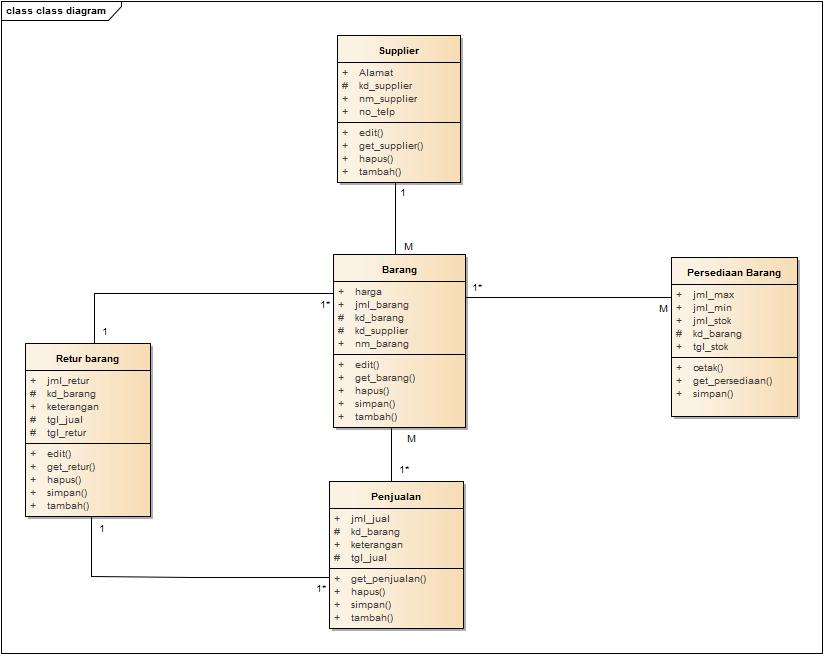 class class diagram
Supplier
+ Alamat
# kd_supplier
+ nm_supplier
+ no_telp
+ edit()
+ get_supplier()
+ hapus()
+ tambah()
1
M
Barang
+ harga
+ jml_barang
# kd_barang
# kd_supplier
+ nm_barang
+ edit()
+ get_barang()
+ hapus()
+ simpan()
+ tambah()
1*
M
Persediaan Barang
+ jml_max
+ jml_min
+ jml_stok
# kd_barang
+ tgl_stok
+ cetak()
+ get_persediaan()
+ simpan()
1*
1
Retur barang
+ jml_retur
# kd_barang
+ keterangan
# tgl_jual
# tgl_retur
+ edit()
+ get_retur()
+ hapus()
+ simpan()
+ tambah()
M
1*
Penjualan
+ jml_jual
# kd_barang
+ keterangan
# tgl_jual
+ get_penjualan()
+ hapus()
+ simpan()
+ tambah()
1
1*